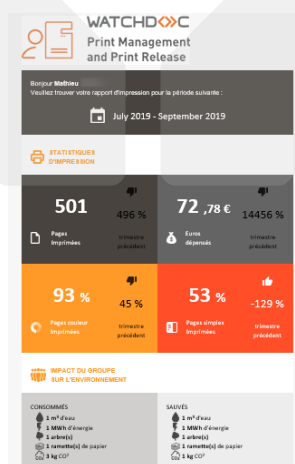 WATCHDOC
Print Management
and Print Release
Bonjour Mathieu
Veuillez trouver votre rapport d'impression pour la période suivante :
July 2019 - September 2019
STATISTIQUES
D'IMPRESSION
501
496 %
Pages
Imprimées
trimestre
précédent
72 ,78 €
14456 %
Euros
dépensés
trimestre
précédent
93 %
45 %
Pages couleur
Imprimées
trimestre
précédent
53 %
-129 %
Pages simples
Imprimées
trimestre
précédent
IMPACT DU GROUPE
SUR L'ENVIRONNEMENT
CONSOMMÉS
1 m³ d'eau
1 MWh d'énergie
1 arbre(s)
1 ramette(s) de papier
3 kg CO²
SAUVÉS
1 m³ d'eau
1 MWh d'énergie
1 arbre(s)
1 ramette(s) de papier
1 kg CO²